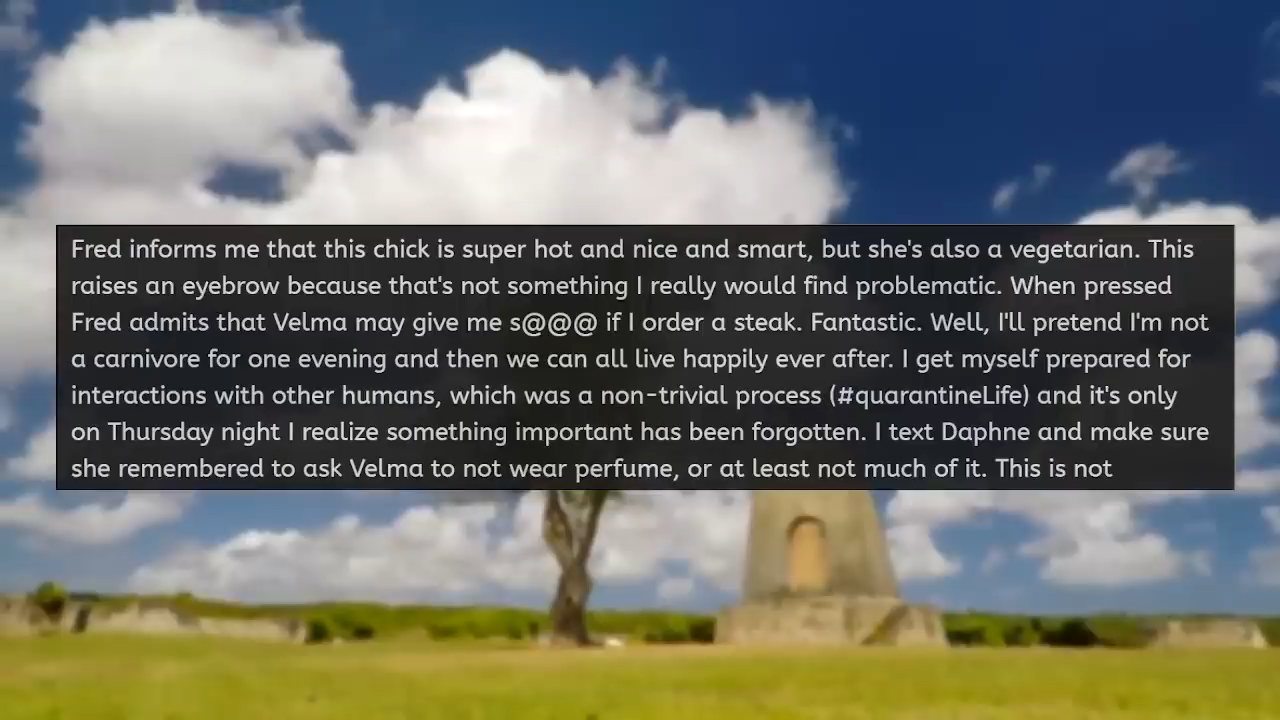 Fred informs me that this chick is super hot and nice and smart, but she's also a vegetarian. This
raises an eyebrow because that's not something I really would find problematic. When pressed
Fred admits that Velma may give me s@@@ if I order a steak. Fantastic. Well, I'll pretend I'm not
a carnivore for one evening and then we can all live happily ever after. I get myself prepared for
interactions with other humans, which was a non-trivial process (#quarantineLife) and it's only
on Thursday night I realize something important has been forgotten. I text Daphne and make sure
she remembered to ask Velma to not wear perfume, or at least not much of it. This is not